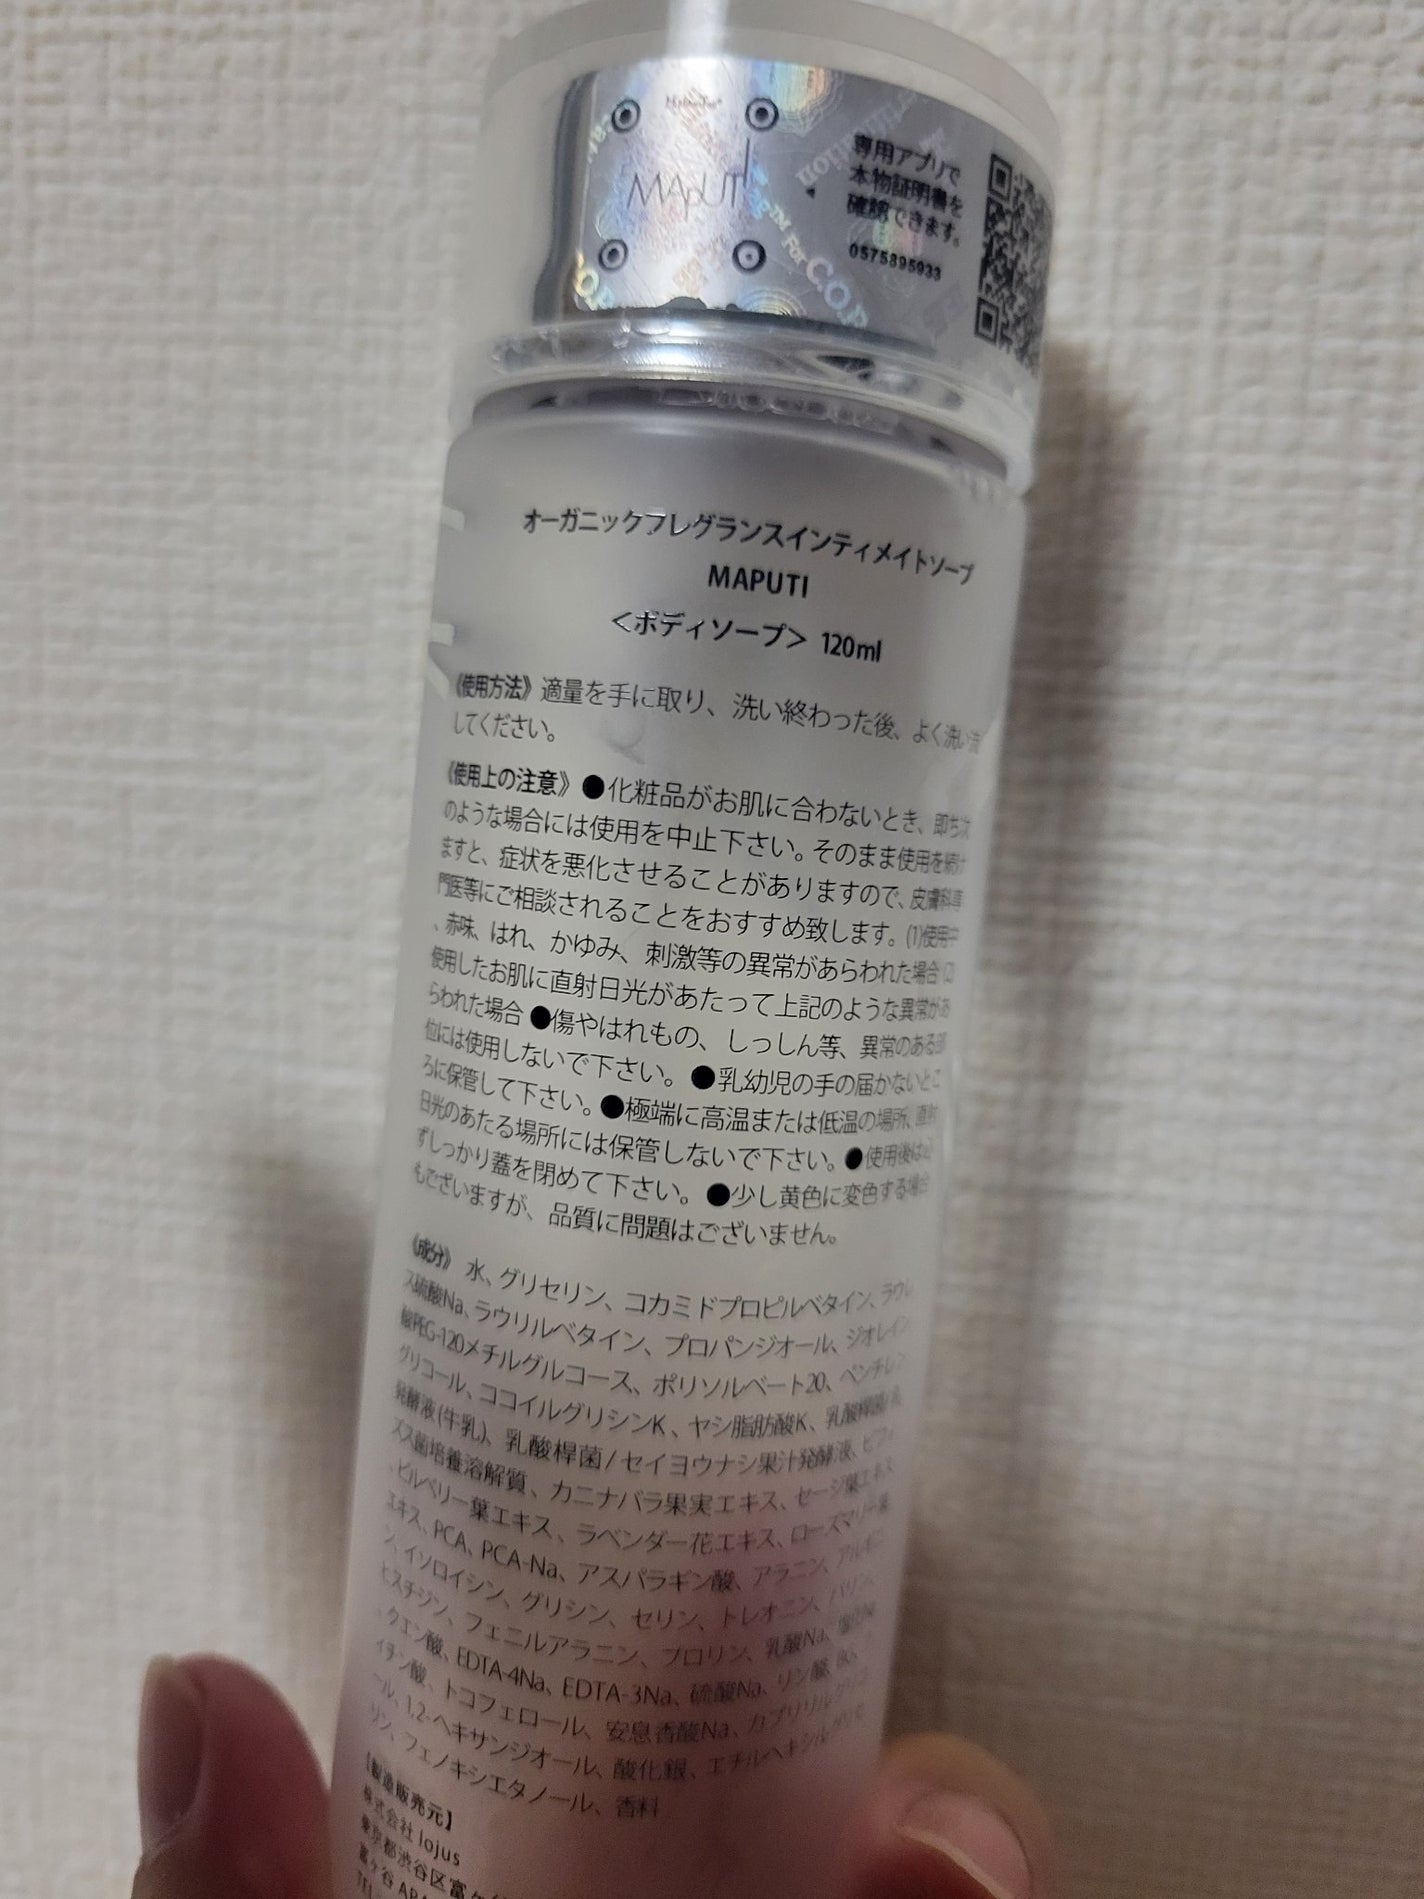 MAPUTI
専用アプリで
本物証明書を
確認できます。
0575895933
オーガニックフレグランスインティメイトソープ
MAPUTI
＜ボディソープ＞ 120ml
《使用方法》適量を手に取り、洗い終わった後、よく洗い流
してください。
《使用上の注意》●化粧品がお肌に合わないとき、即ち次
のような場合には使用を中止下さい。そのまま使用を続け
ますと、症状を悪化させることがありますので、皮膚科専
門医等にご相談されることをおすすめ致します。(1)使用中
、赤味、はれ、かゆみ、刺激等の異常があらわれた場合 (2)
使用したお肌に直射日光があたって上記のような異常があ
らわれた場合 ●傷やはれもの、しっしん等、異常のある部
位には使用しないで下さい。●乳幼児の手の届かないとこ
ろに保管して下さい。●極端に高温または低温の場所、直射
日光のあたる場所には保管しないで下さい。●使用後は必
ずしっかり蓋を閉めて下さい。●少し黄色に変色する場合
もございますが、品質に問題はございません。
《成分》水、グリセリン、コカミドプロピルベタイン、ラウレ
ス硫酸Na、ラウリルベタイン、プロパンジオール、ジオレイン
酸PEG-120メチルグルコース、ポリソルベート20、ペンチレン
グリコール、ココイルグリシンK、ヤシ脂肪酸K、乳酸桿菌/
発酵液(牛乳)、乳酸桿菌/セイヨウナシ果汁発酵液、ビフィ
ズス菌培養溶解質、カニナバラ果実エキス、セージ葉エキス
、ビルベリー葉エキス、ラベンダー花エキス、ローズマリー葉
エキス、PCA、PCA-Na、アスパラギン酸、アラニン、アルギニ
ン、イソロイシン、グリシン、セリン、トレオニン、バリン、
ヒスチジン、フェニルアラニン、プロリン、乳酸Na、塩化Na
、クエン酸、EDTA-4Na、EDTA-3Na、硫酸Na、リン酸、BG、
イチン酸、トコフェロール、安息香酸Na、カプリリルグリコ
ール、1,2-ヘキサンジオール、酸化銀、エチルヘキシルグリセ
リン、フェノキシエタノール、香料
【製造販売元】
株式会社 lojus
東京都渋谷区富ヶ
富ヶ谷 APA
TEL